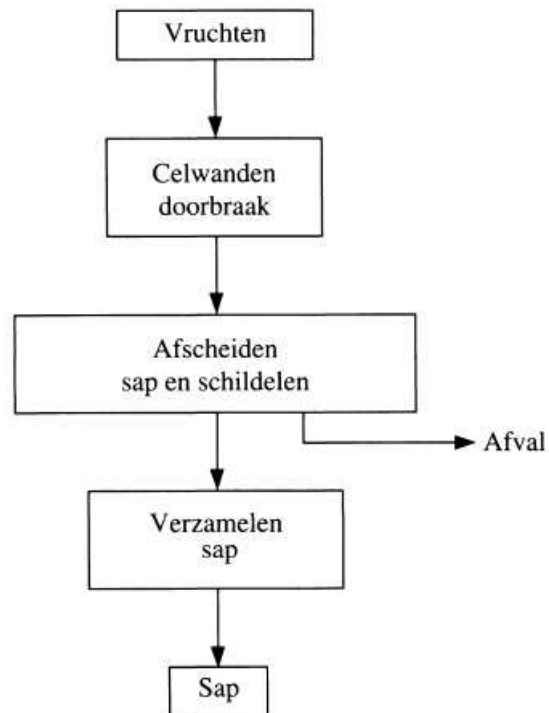 Vruchten
Celwanden
doorbraak
Afscheiden
sap en schildelen
Afval
Verzamelen
sap
Sap